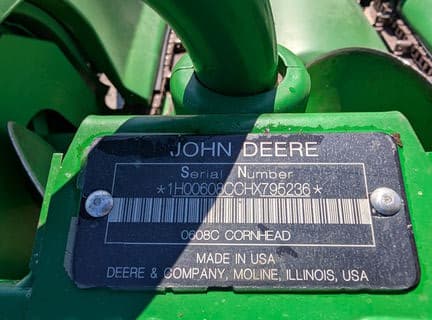 JOHN DEERE
Serial Number
*1H00608CCHX795236*
0608C CORNHEAD
MADE IN USA
DEERE & COMPANY, MOLINE, ILLINOIS, USA